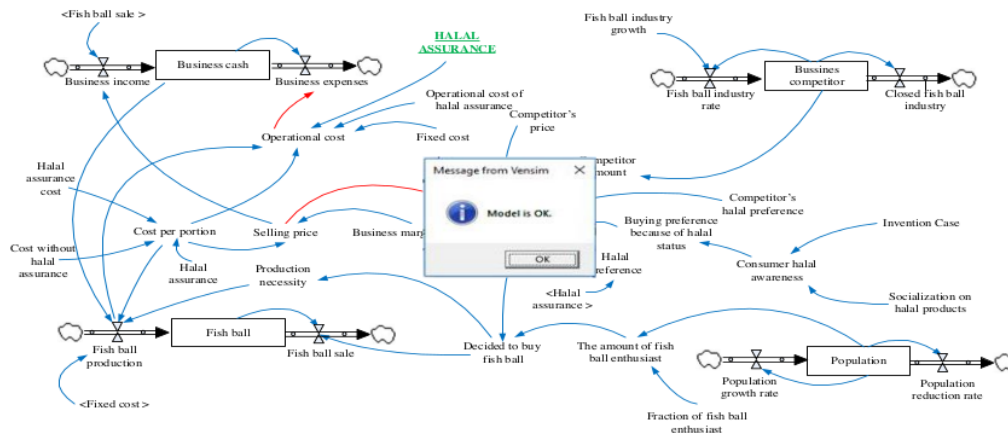 <Fish ball sale >
Business cash
Business income
Business expenses
HALAL
ASSURANCE
Fish ball industry
growth
Bussines
competitor
Fish ball industry
rate
Closed fish ball
industry
Operational cost of
halal assurance
Competitor's
price
Operational cost
Fixed cost
Halal
assurance
cost
Message from Vensim
Model is OK.
OK
Competitor's
halal preference
Cost per portion
Selling price
Business
Buying preference
because of halal
status
Invention Case
Cost without
halal assurance
Halal
assurance
Production
necessity
Halal
<Halal
assurance >
Consumer halal
awareness
Socialization on
halal products
Fish ball
Fish ball
production
Fish ball sale
Decided to buy
fish ball
The amount of fish
ball enthusiast
Population
Population
growth rate
Population
reduction rate
<Fixed cost >
Fraction of fish ball
enthusiast